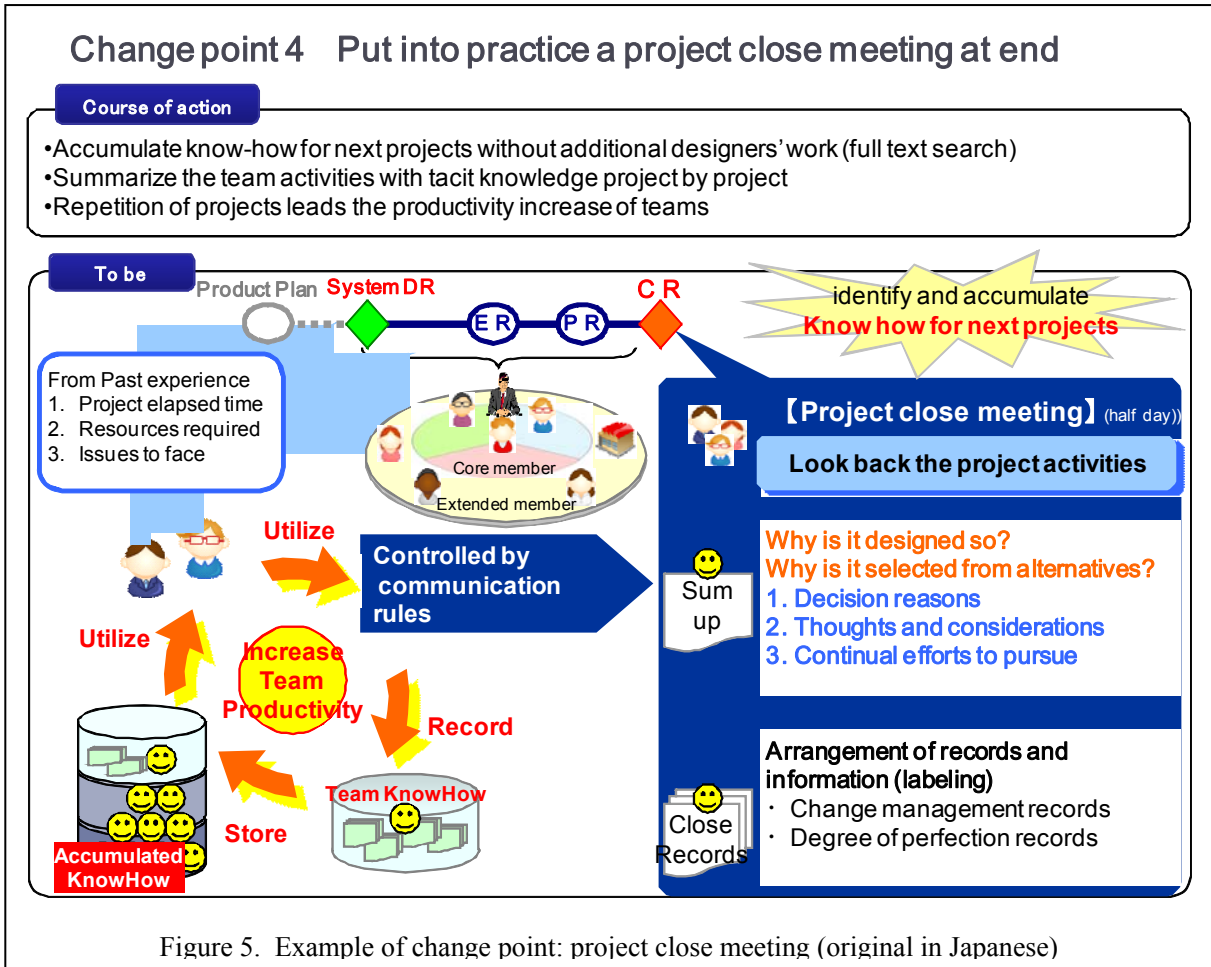 Change point 4 Put into practice a project close meeting at end
Course of action
•Accumulate know-how for next projects without additional designers' work (full text search)
•Summarize the team activities with tacit knowledge project by project
•Repetition of projects leads the productivity increase of teams
To be
Product Plan
System DR
E R
P R
C R
identify and accumulate
Know how for next projects
From Past experience
1. Project elapsed time
2. Resources required
3. Issues to face
Core member
Extended member
【Project close meeting】 (half day))
Look back the project activities
Utilize
Controlled by
communication
rules
Sum
up
Why is it designed so?
Why is it selected from alternatives?
1. Decision reasons
2. Thoughts and considerations
3. Continual efforts to pursue
Utilize
Increase
Team
Productivity
Record
Team KnowHow
Store
Accumulated
KnowHow
Close
Records
Arrangement of records and
information (labeling)
・ Change management records
・ Degree of perfection records
Figure 5. Example of change point: project close meeting (original in Japanese)